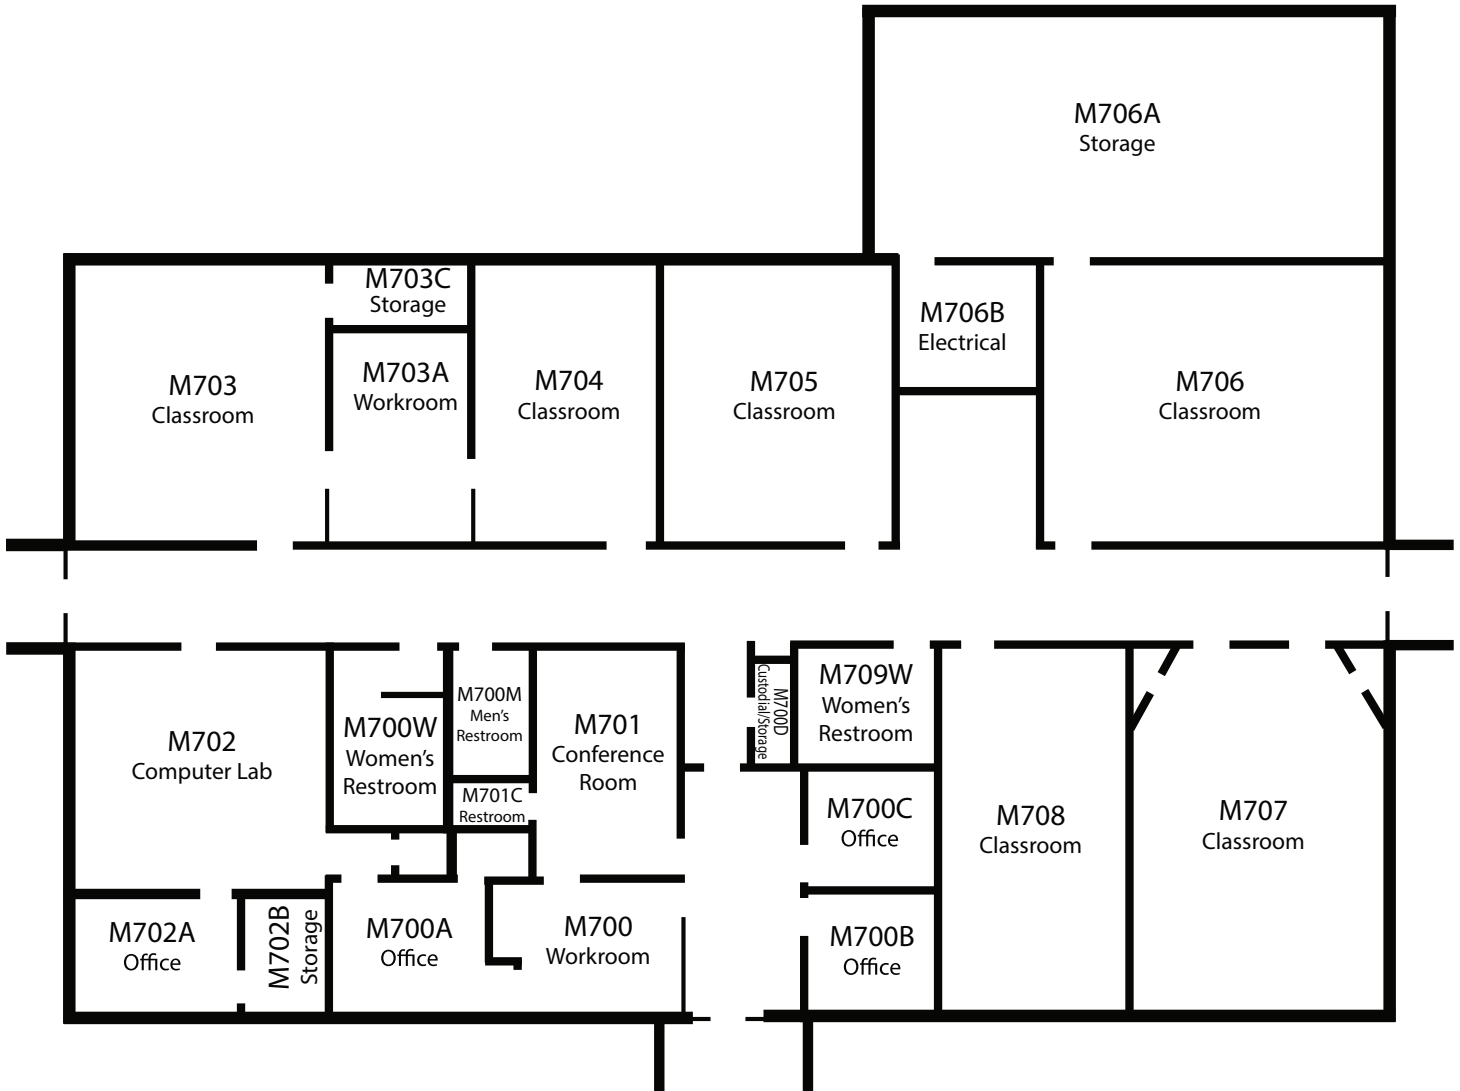 M706A
Storage
M703C
Storage
M706B
Electrical
M703
Classroom
M703A
Workroom
M704
Classroom
M705
Classroom
M706
Classroom
M702
Computer Lab
M700W
Women's
Restroom
M700M
Men's
Restroom
M701C
Restroom
M701
Conference
Room
M700D
Custodial/Storage
M709W
Women's
Restroom
M700C
Office
M708
Classroom
M707
Classroom
M702A
Office
M702B
Storage
M700A
Office
M700
Workroom
M700B
Office